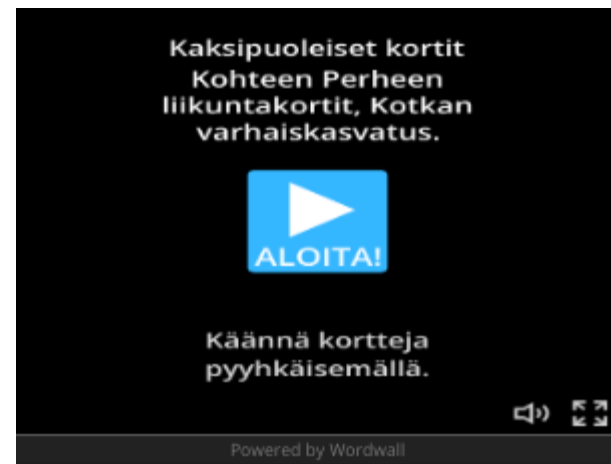 Kaksipuoleiset kortit
Kohteen Perheen
liikuntakortit, Kotkan
varhaiskasvatus.
ALOITA!
Käännä kortteja
pyyhkäisemällä.
Powered by Wordwall